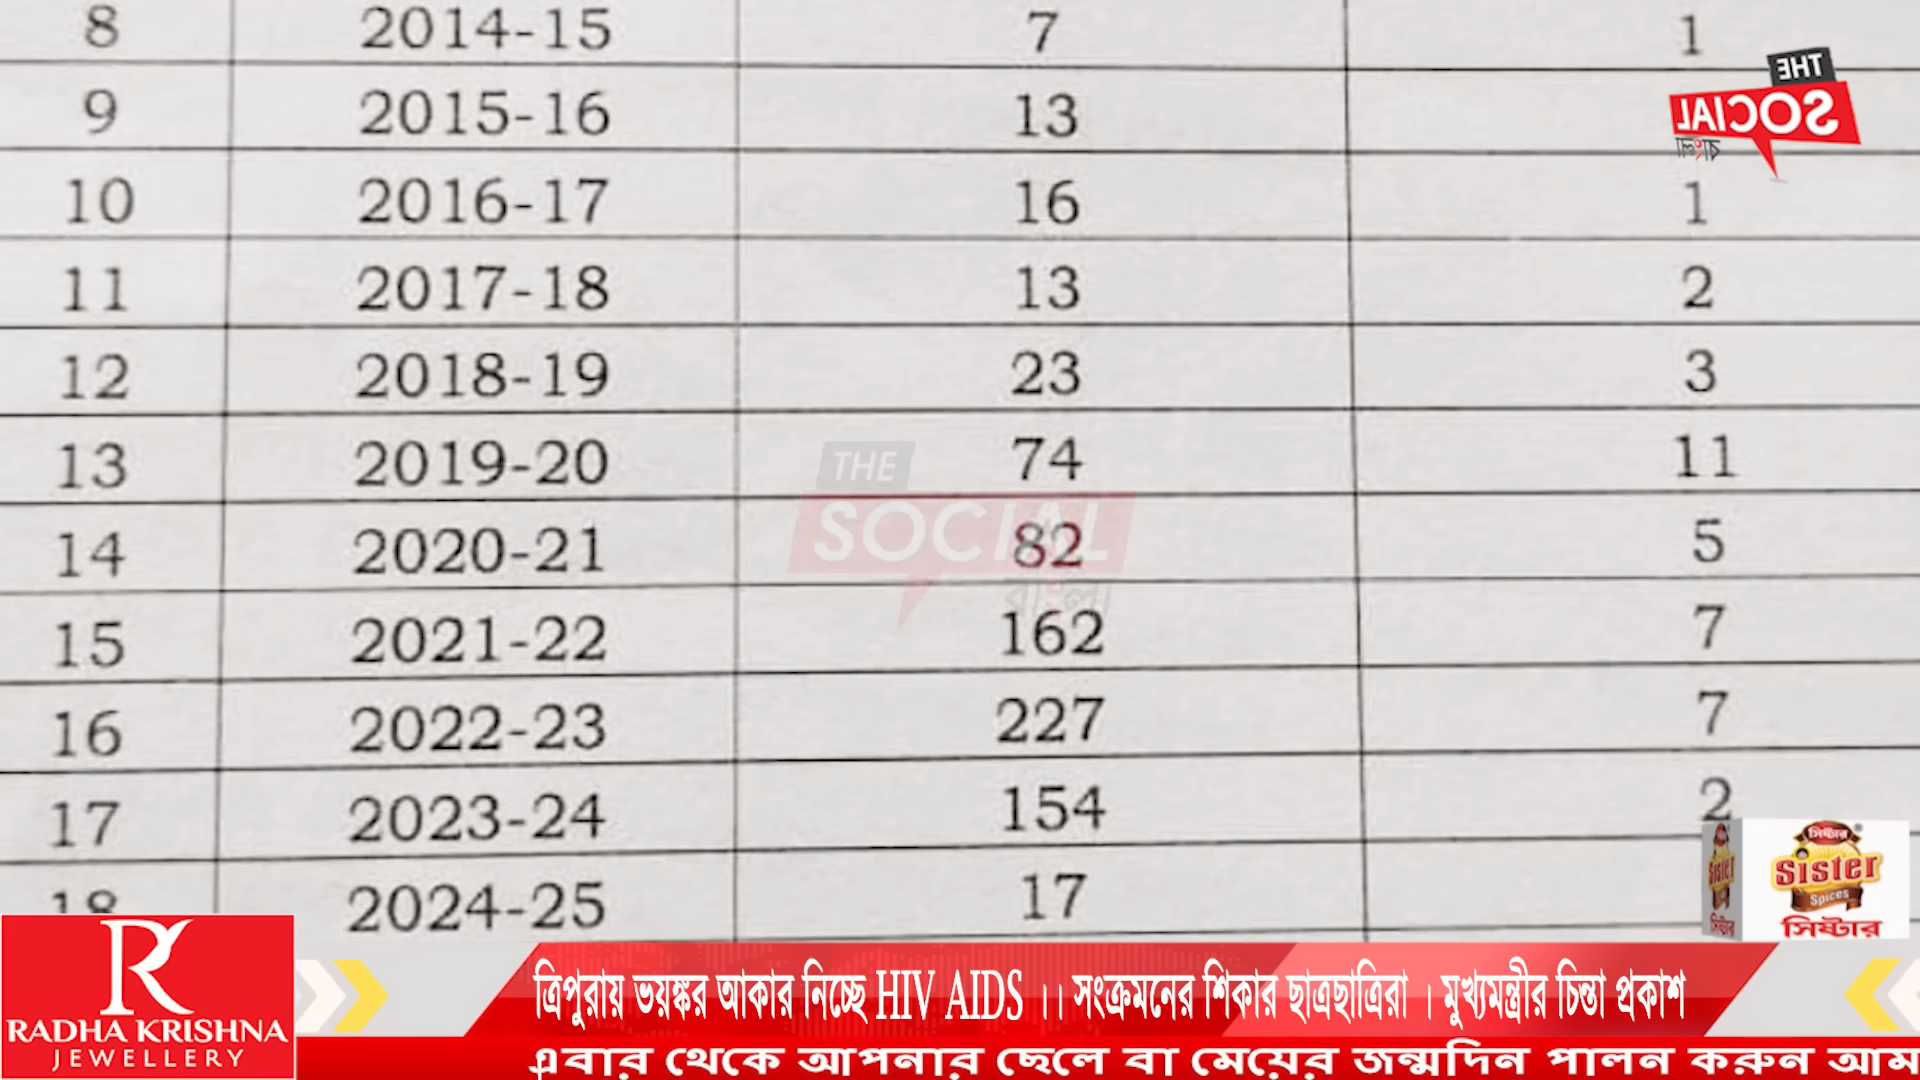 8 2014-15 7 1
THE
9 2015-16 13
SOCIAL
বাংলা
10 2016-17 16 1
11 2017-18 13 2
12 2018-19 23 3
13 2019-20 74 11
THE
SOCIAL
বাংলা
14 2020-21 82 5
15 2021-22 162 7
16 2022-23 227 7
17 2023-24 154 2
18 2024-25 17
সিষ্টার
Sister
Spices
সিষ্টার
Sister
সিষ্টার
RADHA KRISHNA
JEWELLERY
ত্রিপুরায় ভয়ঙ্কর আকার নিচ্ছে HIV AIDS ।। সংক্রমনের শিকার ছাত্রছাত্রিরা । মুখ্যমন্ত্রীর চিন্তা প্রকাশ
এবার থেকে আপনার ছেলে বা মেয়ের জন্মদিন পালন করুন আম